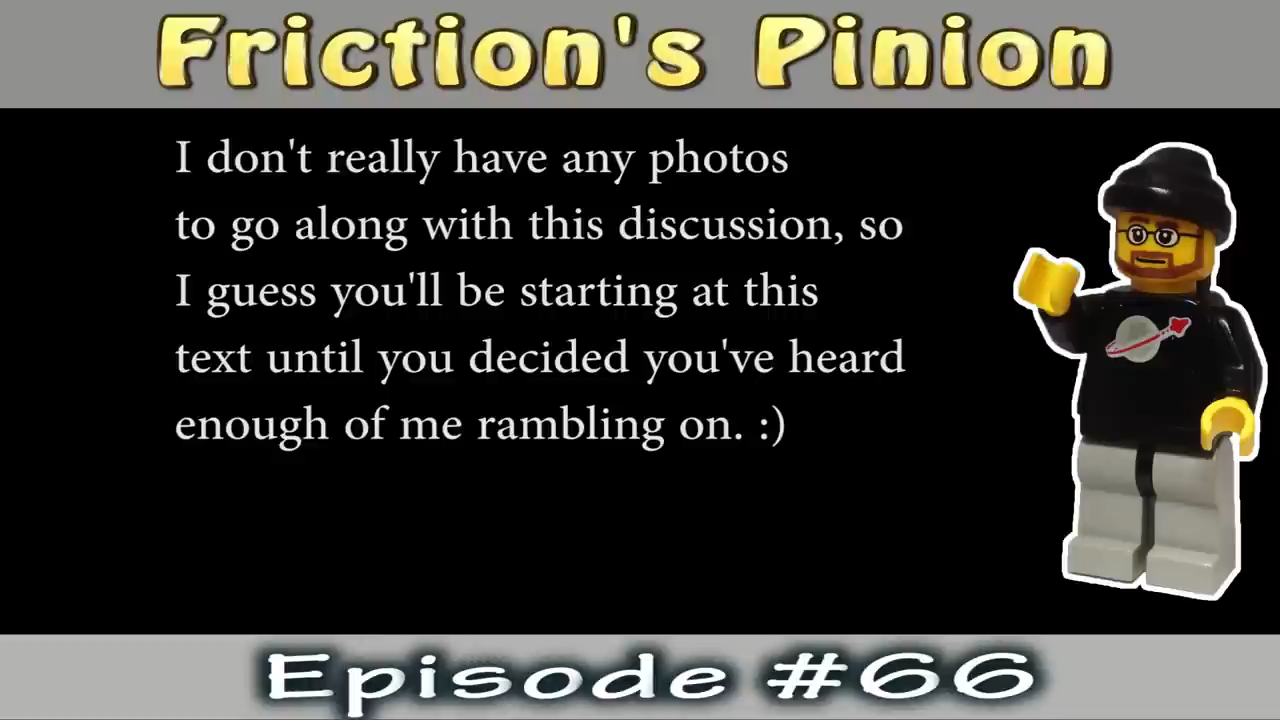 Friction's Pinion
I don't really have any photos
to go along with this discussion, so
I guess you'll be starting at this
text until you decided you've heard
enough of me rambling on. :)
Episode #66